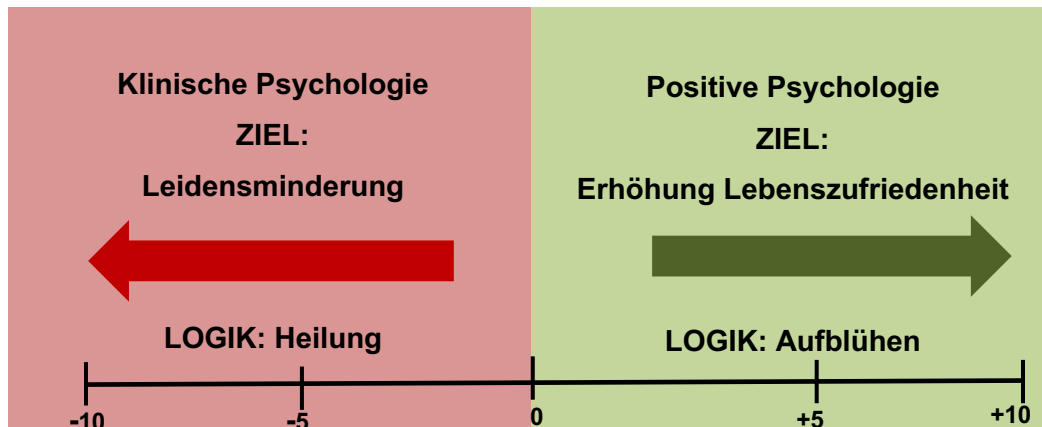 Klinische Psychologie
ZIEL:
Leidensminderung
LOGIK: Heilung
Positive Psychologie
ZIEL:
Erhöhung Lebenszufriedenheit
LOGIK: Aufblühen
-10 -5 0 +5 +10